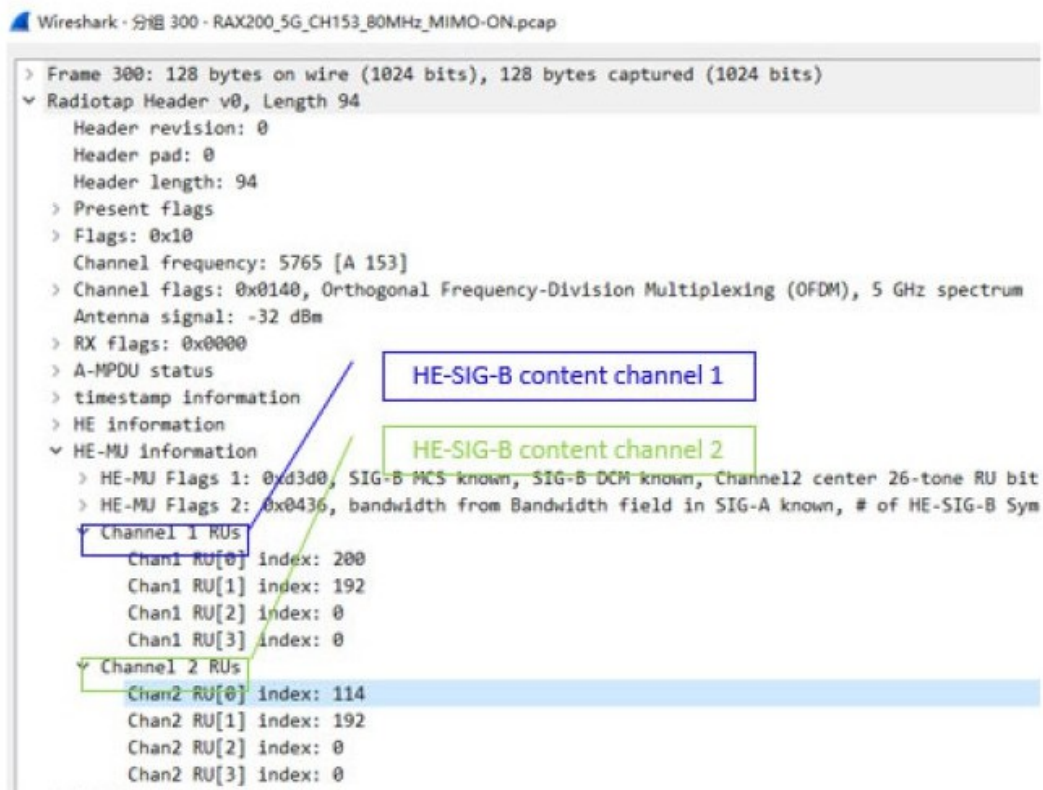 Wireshark · 分组 300 · RAX200_5G_CH153_80MHz_MIMO-ON.pcap
Frame 300: 128 bytes on wire (1024 bits), 128 bytes captured (1024 bits)
Radiotap Header v0, Length 94
Header revision: 0
Header pad: 0
Header length: 94
Present flags
Flags: 0x10
Channel frequency: 5765 [A 153]
Channel flags: 0x0140, Orthogonal Frequency-Division Multiplexing (OFDM), 5 GHz spectrum
Antenna signal: -32 dBm
RX flags: 0x0000
A-MPDU status
HE-SIG-B content channel 1
timestamp information
HE information
HE-SIG-B content channel 2
HE-MU information
HE-MU Flags 1: 0xd3d0, SIG-B MCS known, SIG-B DCM known, Channel2 center 26-tone RU bit
HE-MU Flags 2: 0x0436, bandwidth from Bandwidth field in SIG-A known, # of HE-SIG-B Sym
Channel 1 RUs
Chan1 RU[0] index: 200
Chan1 RU[1] index: 192
Chan1 RU[2] index: 0
Chan1 RU[3] index: 0
Channel 2 RUs
Chan2 RU[0] index: 114
Chan2 RU[1] index: 192
Chan2 RU[2] index: 0
Chan2 RU[3] index: 0